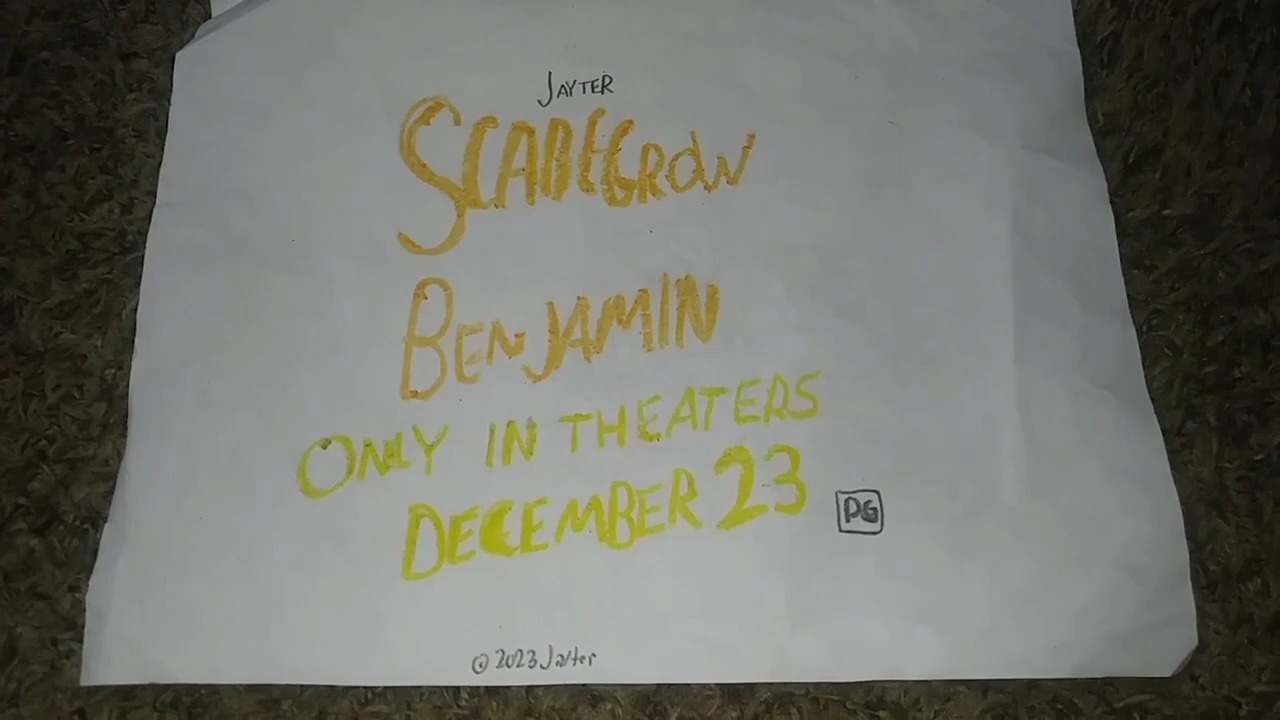 JAYTER
SCARECROW
BENJAMIN
ONLY IN THEATERS
DECEMBER 23
PG
© 2023 Jayter